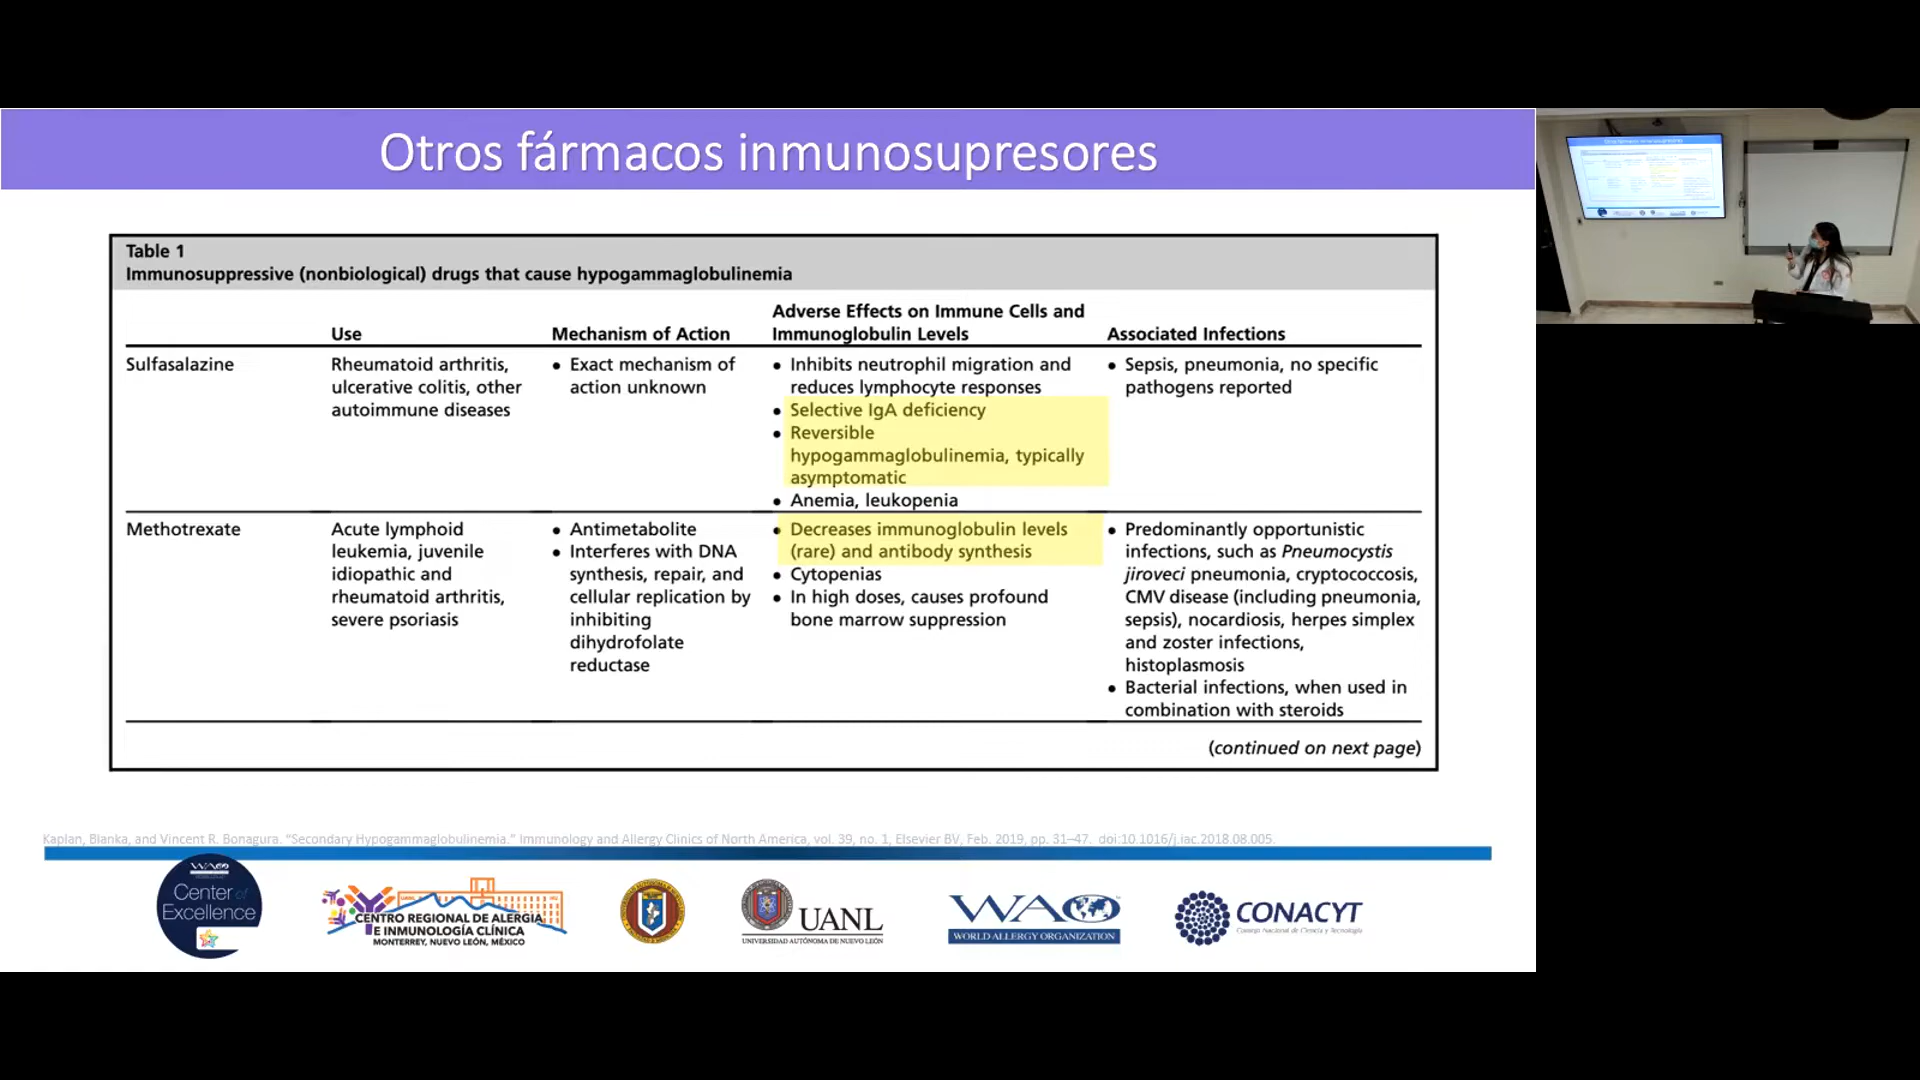 Otros fármacos inmunosupresores
Table 1
Immunosuppressive (nonbiological) drugs that cause hypogammaglobulinemia
Use
Mechanism of Action
Adverse Effects on Immune Cells and
Immunoglobulin Levels
Associated Infections
Sulfasalazine
Rheumatoid arthritis,
ulcerative colitis, other
autoimmune diseases
• Exact mechanism of
action unknown
• Inhibits neutrophil migration and
reduces lymphocyte responses
• Selective IgA deficiency
• Reversible
hypogammaglobulinemia, typically
asymptomatic
• Anemia, leukopenia
• Sepsis, pneumonia, no specific
pathogens reported
Methotrexate
Acute lymphoid
leukemia, juvenile
idiopathic and
rheumatoid arthritis,
severe psoriasis
• Antimetabolite
• Interferes with DNA
synthesis, repair, and
cellular replication by
inhibiting
dihydrofolate
reductase
• Decreases immunoglobulin levels
(rare) and antibody synthesis
• Cytopenias
• In high doses, causes profound
bone marrow suppression
• Predominantly opportunistic
infections, such as Pneumocystis
jiroveci pneumonia, cryptococcosis,
CMV disease (including pneumonia,
sepsis), nocardiosis, herpes simplex
and zoster infections,
histoplasmosis
• Bacterial infections, when used in
combination with steroids
(continued on next page)
Kaplan, Blanka, and Vincent R. Bonagura. "Secondary Hypogammaglobulinemia." Immunology and Allergy Clinics of North America, vol. 39, no. 1, Elsevier BV, Feb. 2019, pp. 31–47. doi:10.1016/j.iac.2018.08.005.
WAO
Center of
Excellence
CENTRO REGIONAL DE ALERGIA
E INMUNOLOGÍA CLÍNICA
MONTERREY, NUEVO LEÓN, MÉXICO
UANL
UNIVERSIDAD AUTÓNOMA DE NUEVO LEÓN
WAO
WORLD ALLERGY ORGANIZATION
CONACYT
Consejo Nacional de Ciencia y Tecnología